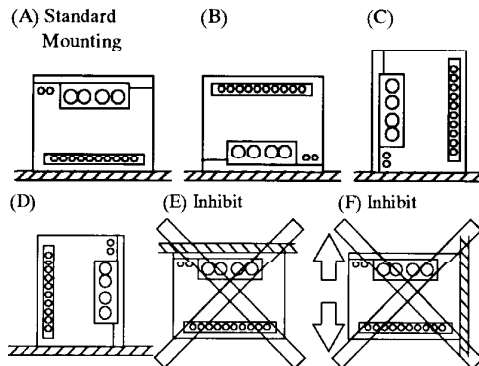 (A) Standard
Mounting
(B)
(C)
(D)
(E) Inhibit
(F) Inhibit